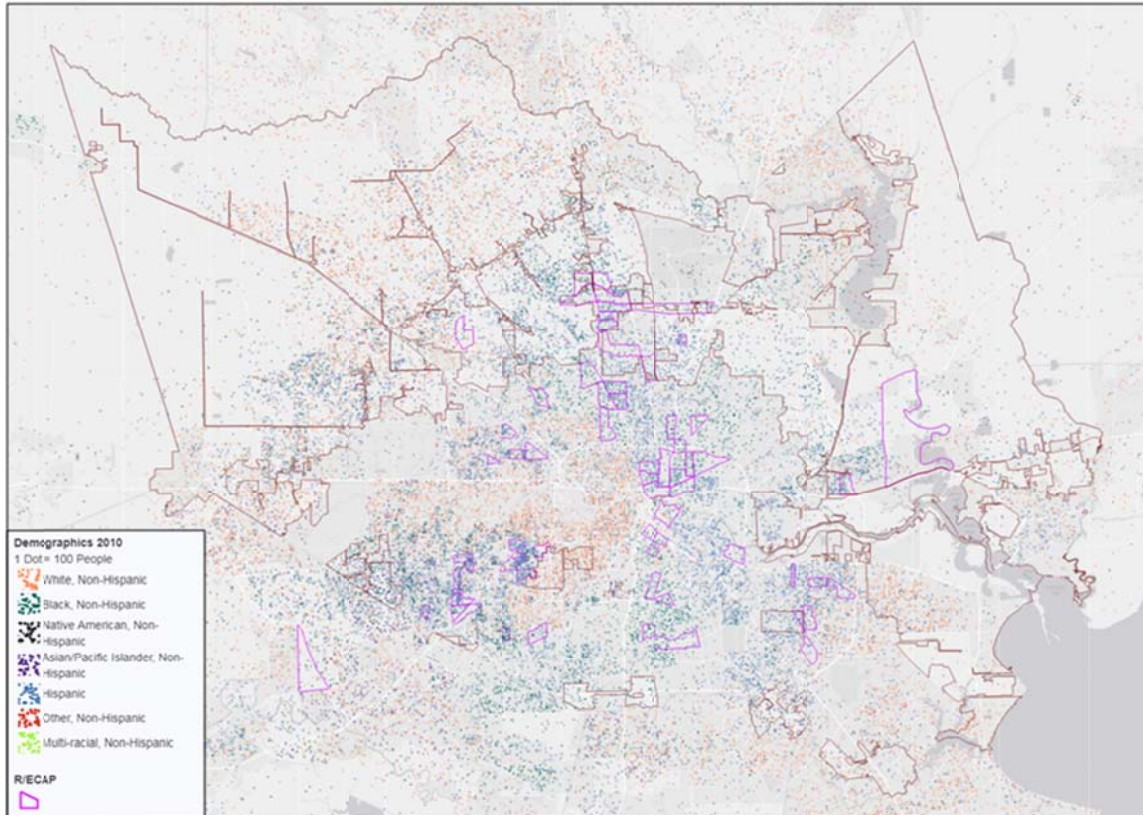 Demographics 2010
1 Dot = 100 People
White, Non-Hispanic
Black, Non-Hispanic
Native American, Non-
Hispanic
Asian/Pacific Islander, Non-
Hispanic
Hispanic
Other, Non-Hispanic
Multi-racial, Non-Hispanic
R/ECAP